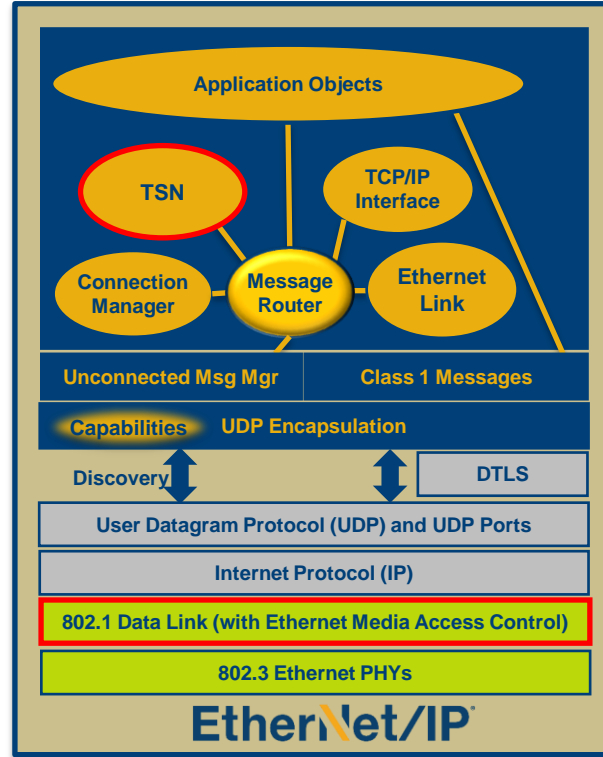 Application Objects
TSN
TCP/IP
Interface
Connection
Manager
Message
Router
Ethernet
Link
Unconnected Msg Mgr
Class 1 Messages
Capabilities
UDP Encapsulation
Discovery
DTLS
User Datagram Protocol (UDP) and UDP Ports
Internet Protocol (IP)
802.1 Data Link (with Ethernet Media Access Control)
802.3 Ethernet PHYs
EtherNet/IP